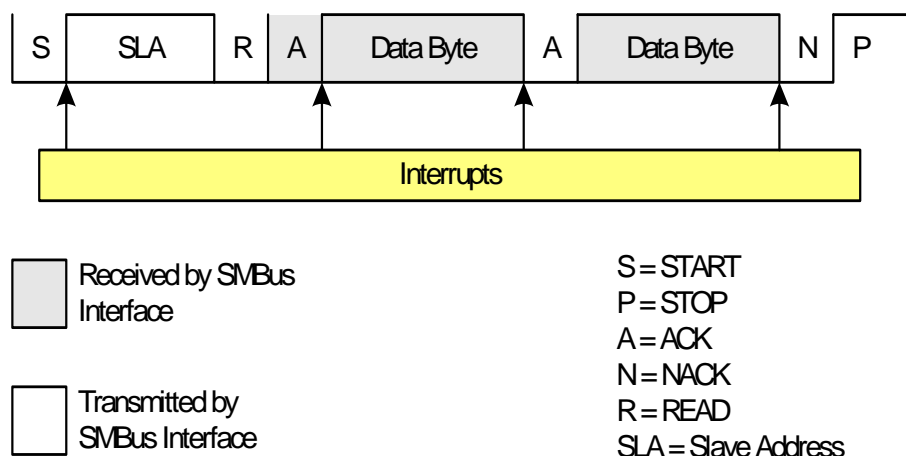 S SLA R A Data Byte A Data Byte N P
Interrupts
Received by SMBus
Interface
Transmitted by
SMBus Interface
S = START
P = STOP
A = ACK
N = NACK
R = READ
SLA = Slave Address